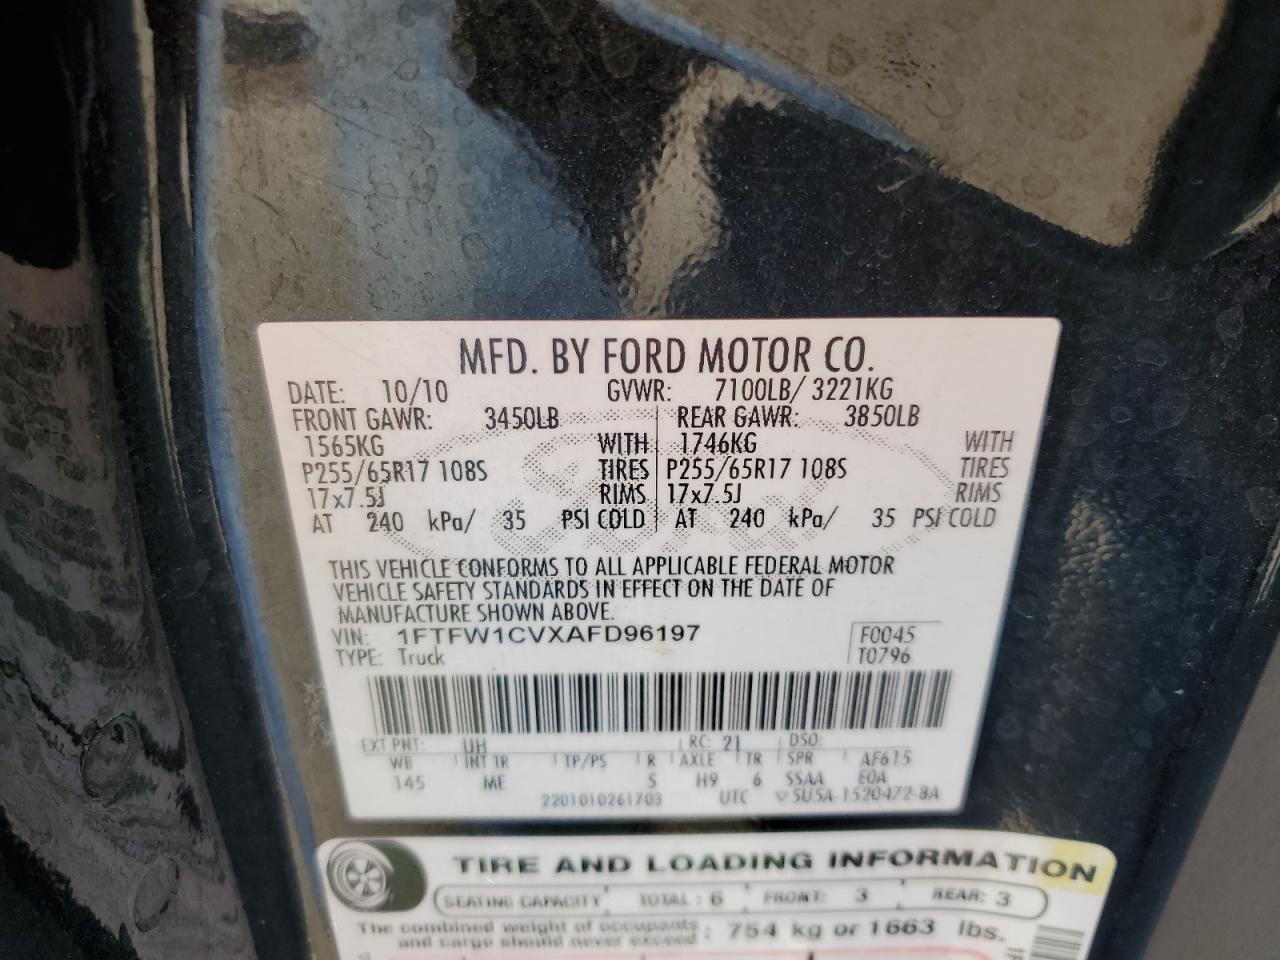 MFD. BY FORD MOTOR CO.
DATE: 10/10 GVWR: 7100LB/ 3221KG
FRONT GAWR: 3450LB REAR GAWR: 3850LB
1565KG WITH 1746KG WITH
P255/65R17 108S TIRES P255/65R17 108S TIRES
17x7.5J RIMS 17x7.5J RIMS
AT 240 kPa/ 35 PSI COLD AT 240 kPa/ 35 PSI COLD
THIS VEHICLE CONFORMS TO ALL APPLICABLE FEDERAL MOTOR
VEHICLE SAFETY STANDARDS IN EFFECT ON THE DATE OF
MANUFACTURE SHOWN ABOVE.
VIN: 1FTFW1CVXAFD96197 F0045
TYPE: Truck T0796
EXT PNT: UH RC: 21 DSO:
WB INT TR TP/PS R AXLE TR SPR AF615
145 ME 5 H9 6 SSAA E0A
2201010261703 UTC ▽5U5A-1520472-BA
TIRE AND LOADING INFORMATION
SEATING CAPACITY TOTAL : 6 FRONT: 3 REAR: 3
The combined weight of occupants
and cargo should never exceed : 754 kg or 1663 lbs.